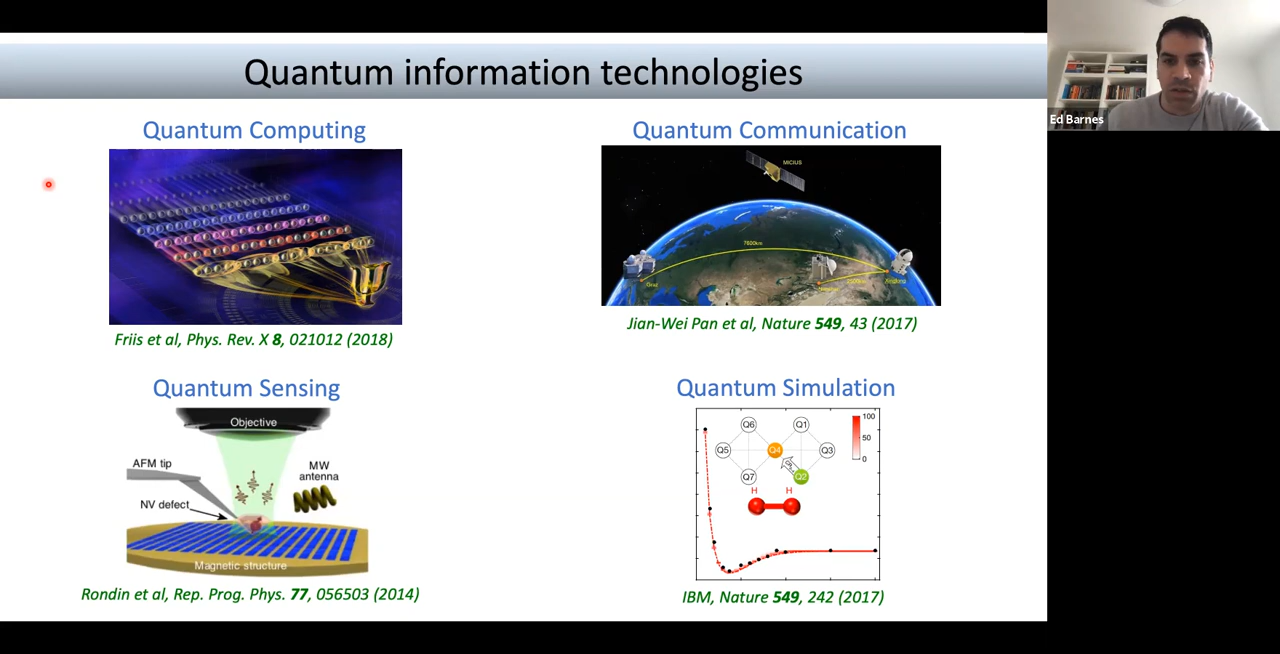 Quantum information technologies
Ed Barnes
Quantum Computing
Friis et al, Phys. Rev. X 8, 021012 (2018)
Quantum Communication
MICIUS
7600km
Graz
Xinglong
Jian-Wei Pan et al, Nature 549, 43 (2017)
Quantum Sensing
Objective
AFM tip
MW
antenna
NV defect
Magnetic structure
Rondin et al, Rep. Prog. Phys. 77, 056503 (2014)
Quantum Simulation
Q6 Q1
100
Q5 Q4 Q3
50
0
Q7 Q2
H H
IBM, Nature 549, 242 (2017)